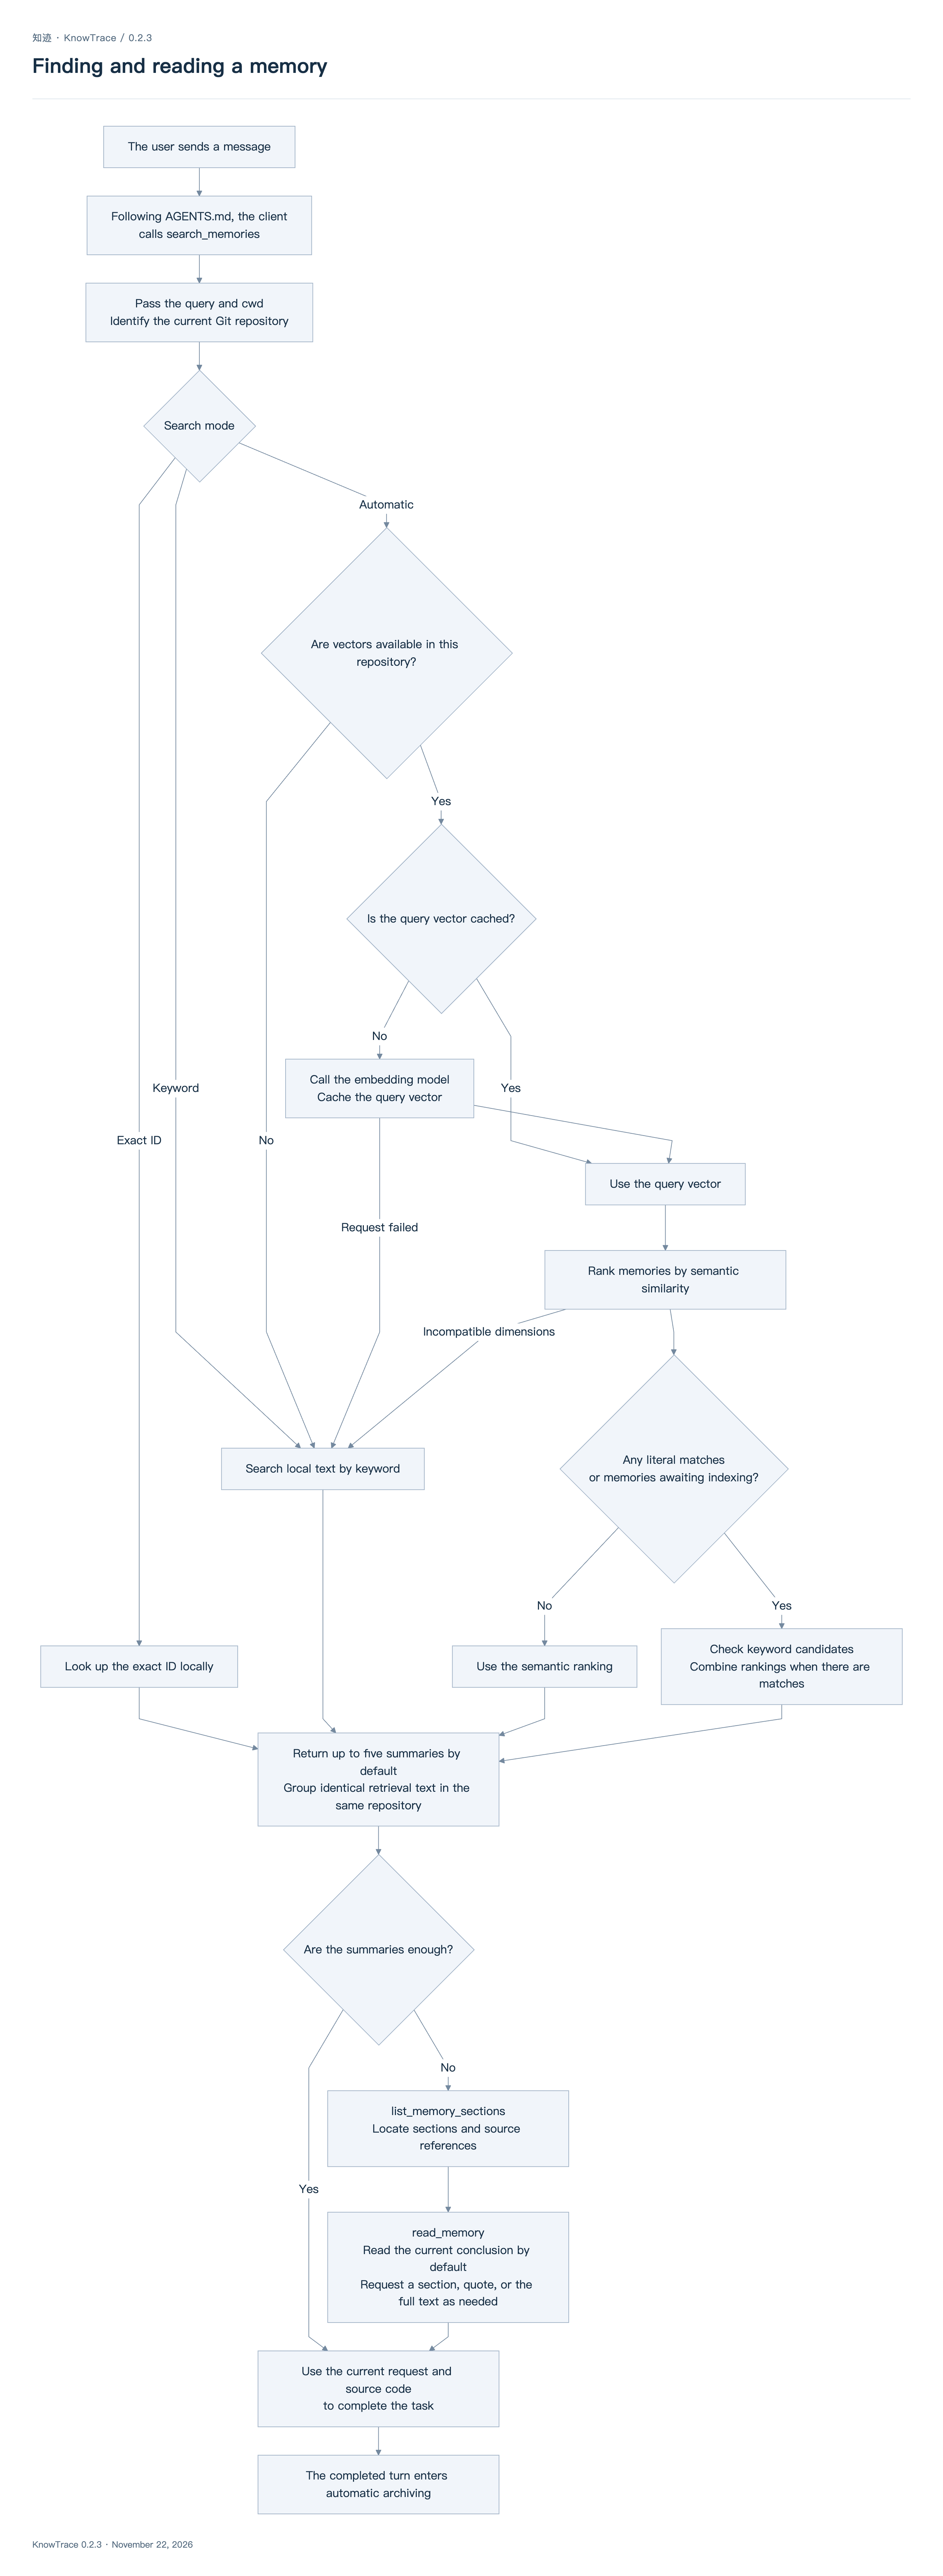 知迹 · KnowTrace / 0.2.3
Finding and reading a memory
The user sends a message
Following AGENTS.md, the client
calls search_memories
Pass the query and cwd
Identify the current Git repository
Search mode
Automatic
Are vectors available in this
repository?
Yes
Is the query vector cached?
No
Call the embedding model
Cache the query vector
Keyword
Yes
Exact ID
No
Use the query vector
Request failed
Rank memories by semantic
similarity
Incompatible dimensions
Any literal matches
or memories awaiting indexing?
Search local text by keyword
No
Yes
Look up the exact ID locally
Use the semantic ranking
Check keyword candidates
Combine rankings when there are
matches
Return up to five summaries by
default
Group identical retrieval text in the
same repository
Are the summaries enough?
No
list_memory_sections
Locate sections and source
references
Yes
read_memory
Read the current conclusion by
default
Request a section, quote, or the
full text as needed
Use the current request and
source code
to complete the task
The completed turn enters
automatic archiving
KnowTrace 0.2.3 · November 22, 2026